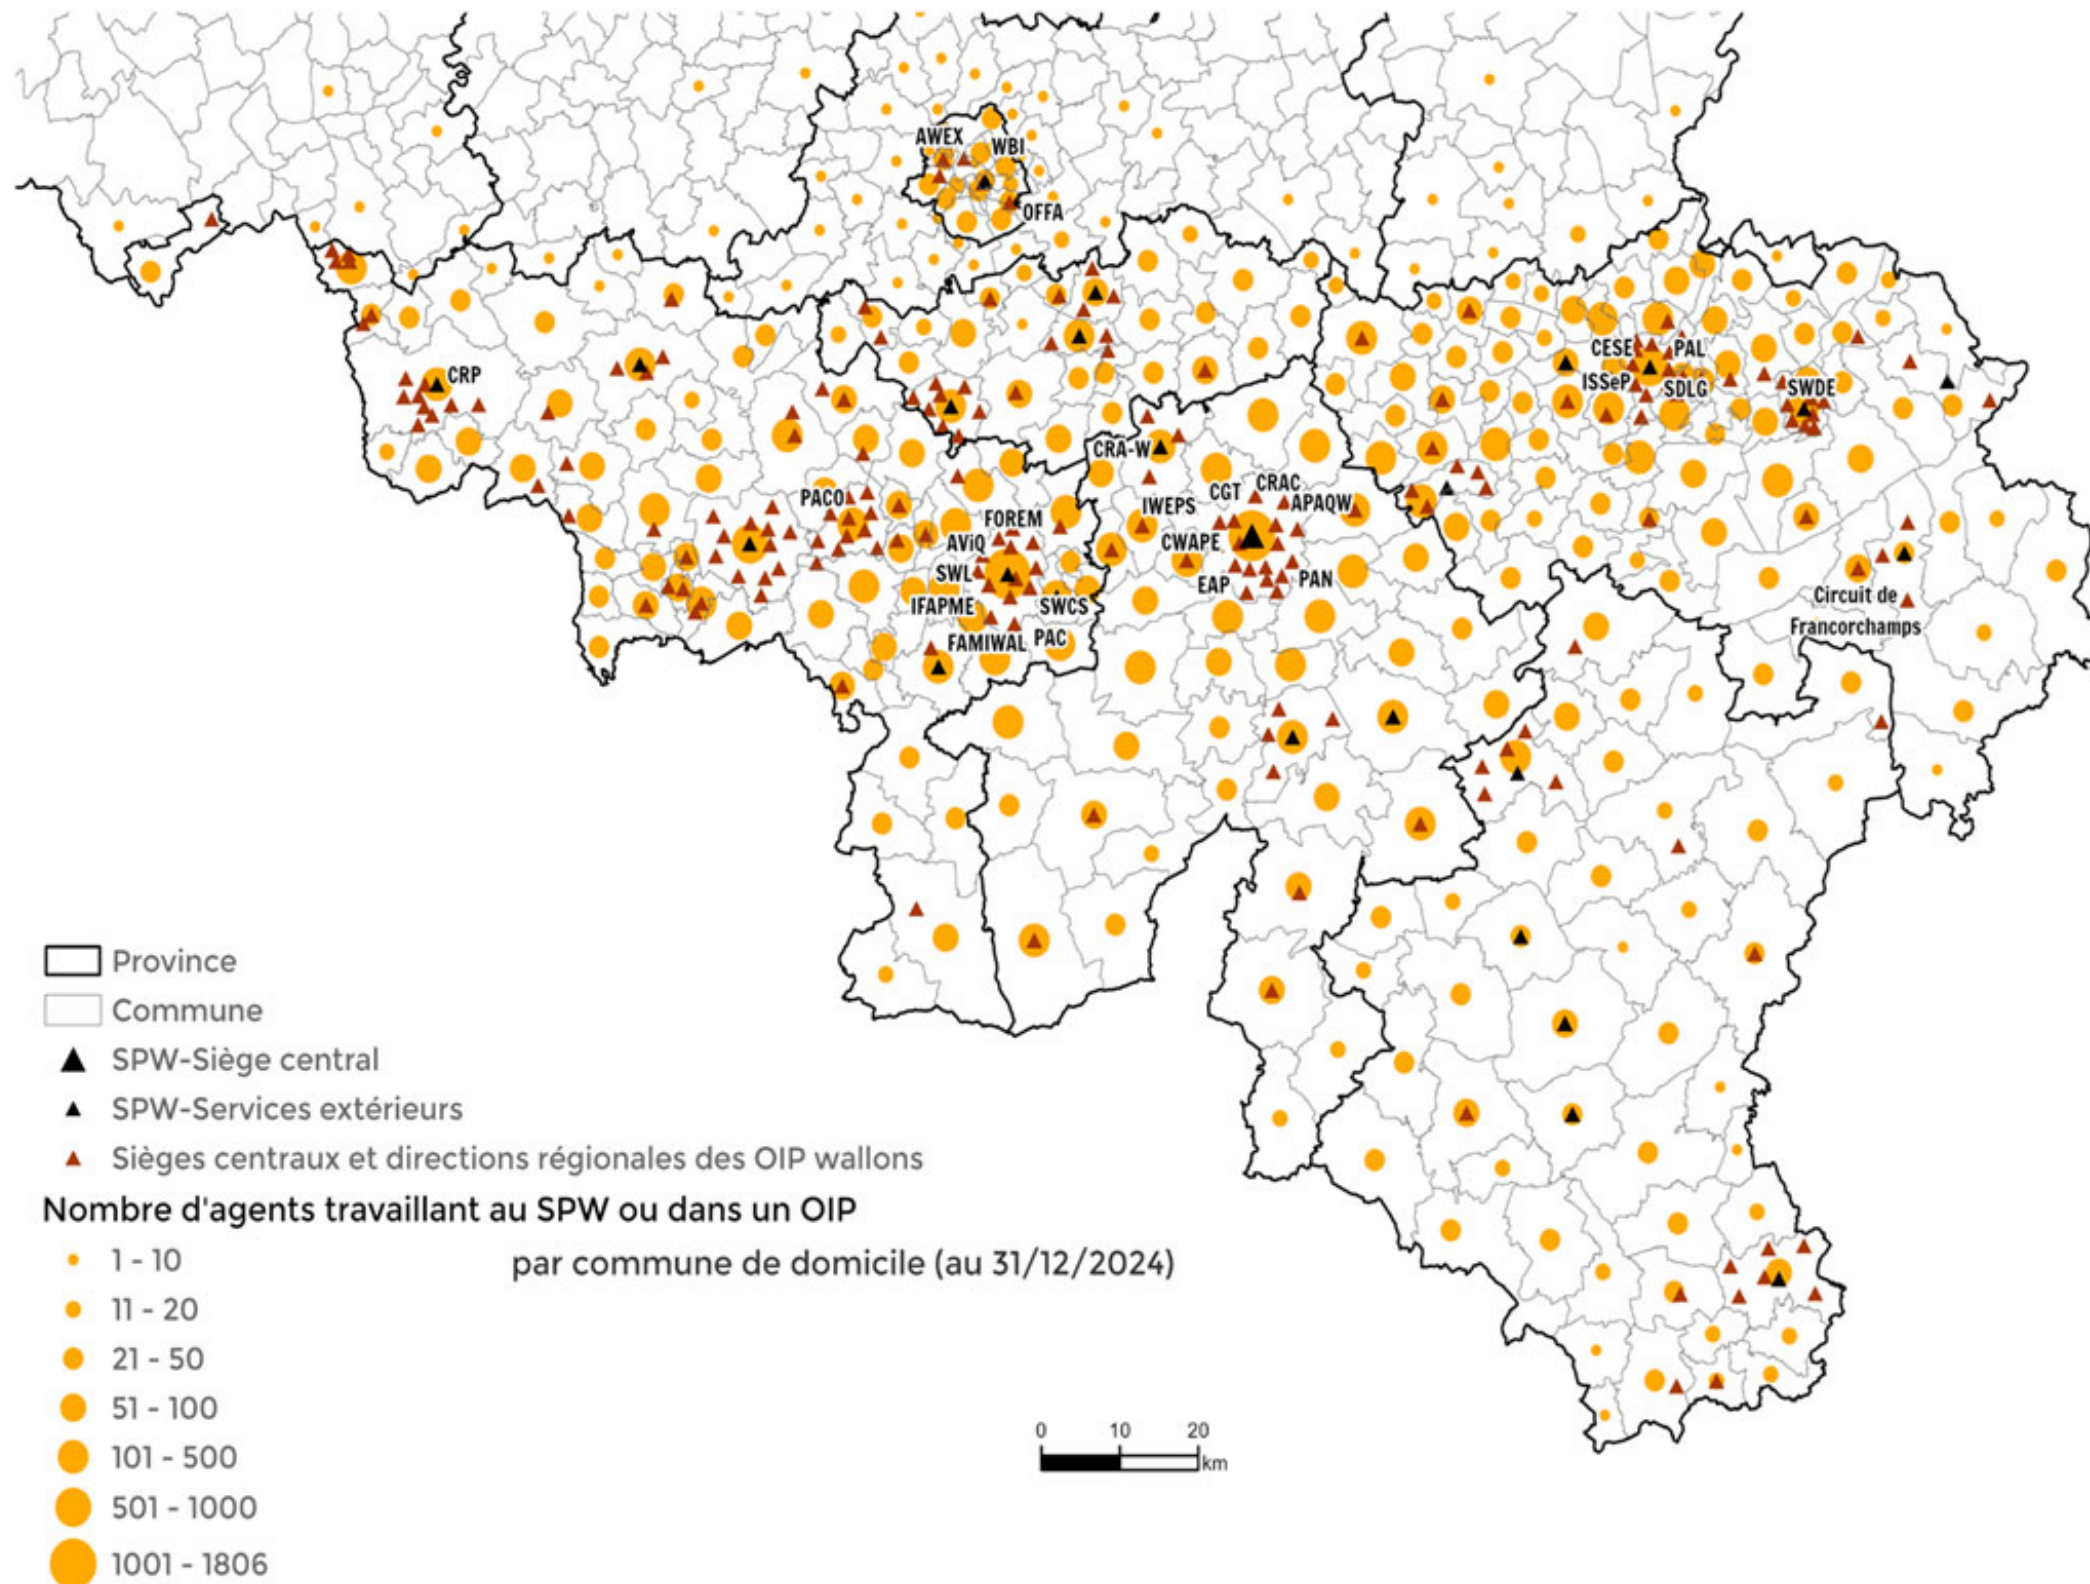 AWEX
WBI
OFFA
CESE
PAL
ISSeP
SDLG
SWDE
CRP
CRA-W
CGT
CRAC
IWEPS
APAQW
PACO
FOREM
CWAPE
AViQ
SWL
EAP
PAN
IFAPME
SWCS
FAMIWAL
PAC
Circuit de
Francorchamps
Province
Commune
SPW-Siège central
SPW-Services extérieurs
Sièges centraux et directions régionales des OIP wallons
Nombre d'agents travaillant au SPW ou dans un OIP
par commune de domicile (au 31/12/2024)
1 - 10
11 - 20
21 - 50
51 - 100
101 - 500
501 - 1000
1001 - 1806
0 10 20
km